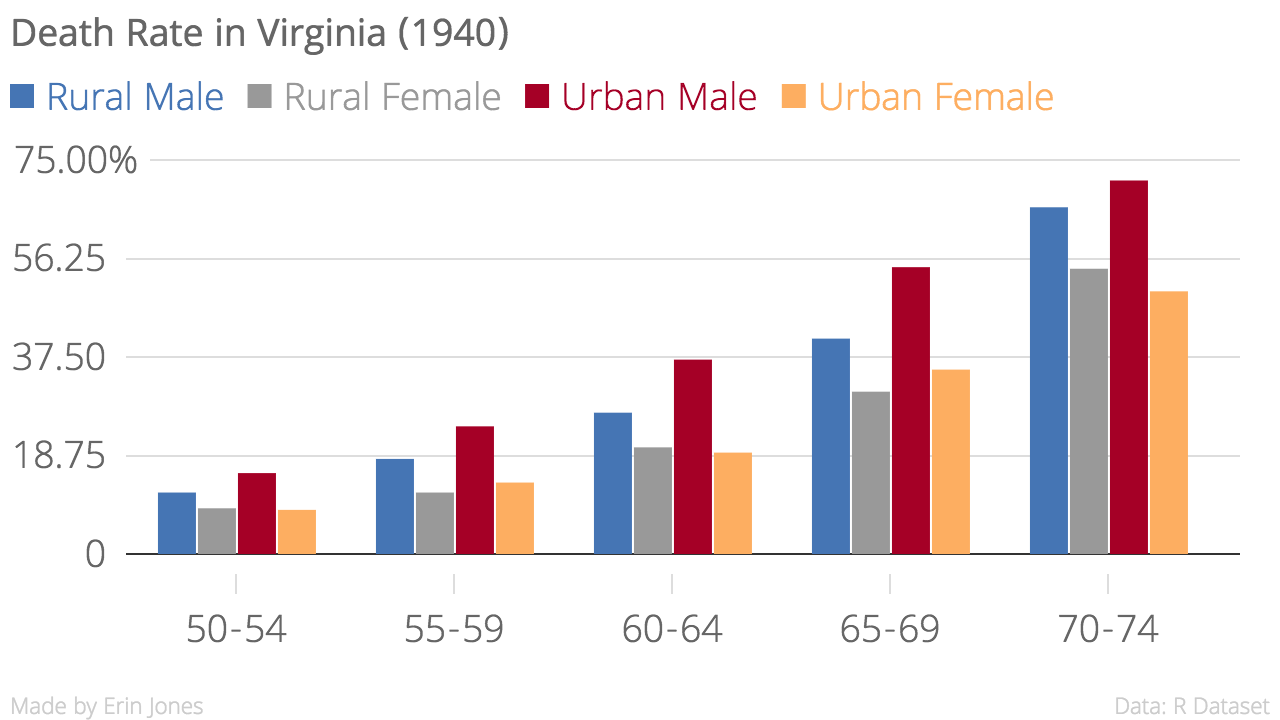 Death Rate in Virginia (1940)
Rural Male Rural Female Urban Male Urban Female
75.00%
56.25
37.50
18.75
0
50-54 55-59 60-64 65-69 70-74
Made by Erin Jones Data: R Dataset